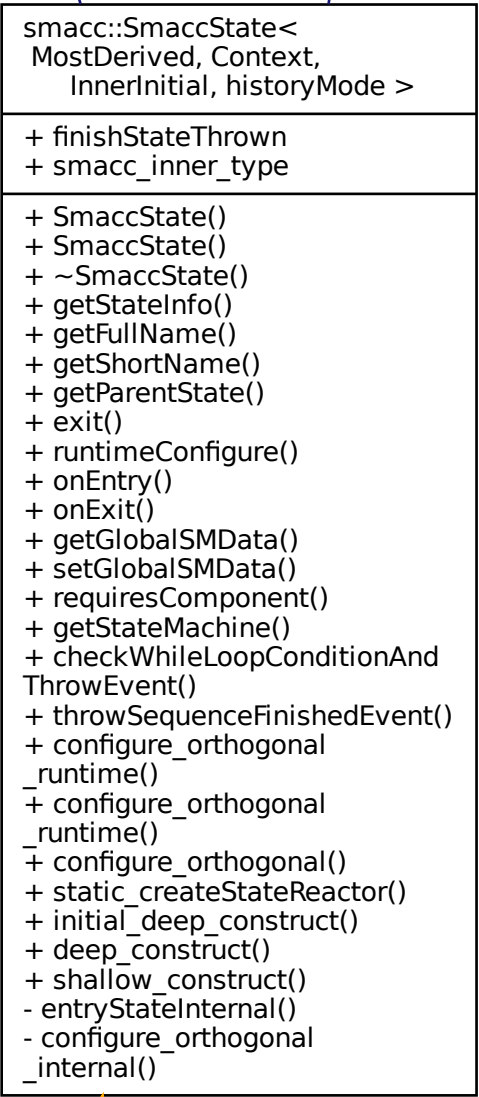 smacc::SmaccState<
MostDerived, Context,
InnerInitial, historyMode >
+ finishStateThrown
+ smacc_inner_type
+ SmaccState()
+ SmaccState()
+ ~SmaccState()
+ getStateInfo()
+ getFullName()
+ getShortName()
+ getParentState()
+ exit()
+ runtimeConfigure()
+ onEntry()
+ onExit()
+ getGlobalSMData()
+ setGlobalSMData()
+ requiresComponent()
+ getStateMachine()
+ checkWhileLoopConditionAnd
ThrowEvent()
+ throwSequenceFinishedEvent()
+ configure_orthogonal
_runtime()
+ configure_orthogonal
_runtime()
+ configure_orthogonal()
+ static_createStateReactor()
+ initial_deep_construct()
+ deep_construct()
+ shallow_construct()
- entryStateInternal()
- configure_orthogonal
_internal()